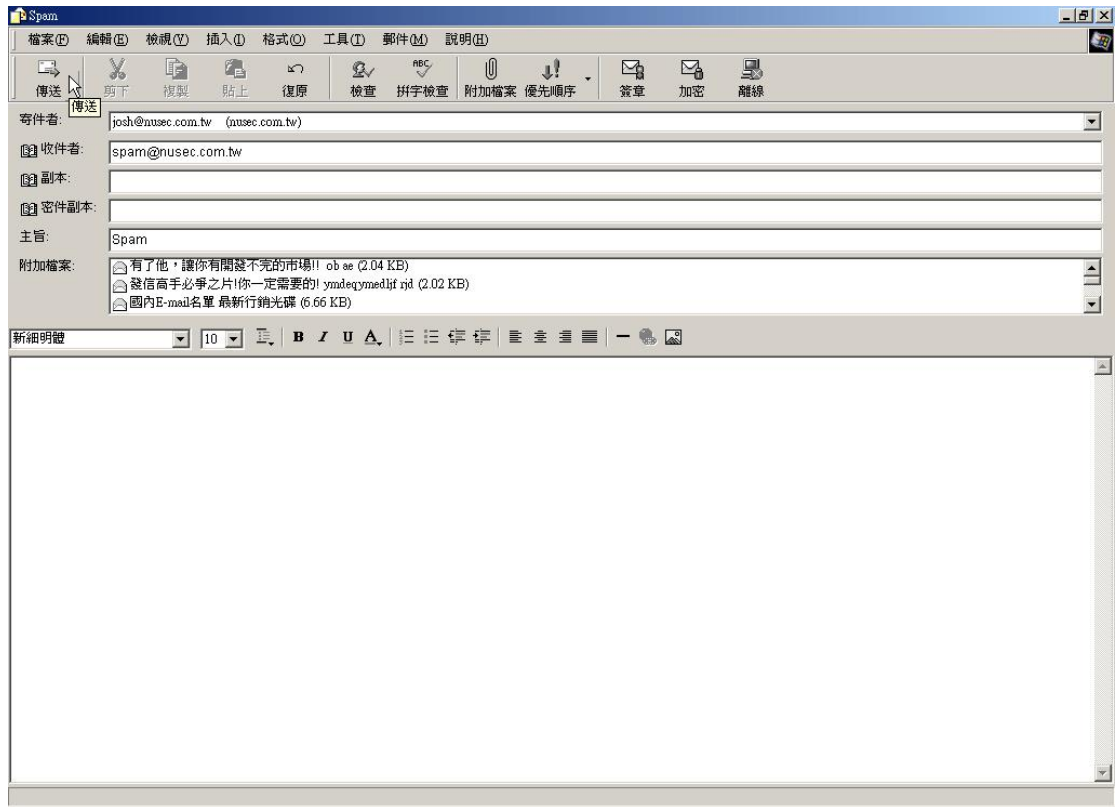 Spam
檔案(F) 編輯(E) 檢視(V) 插入(I) 格式(O) 工具(T) 郵件(M) 說明(H)
傳送 剪下 複製 貼上 復原 檢查 拼字檢查 附加檔案 優先順序 簽章 加密 離線
傳送
寄件者: josh@nusec.com.tw (nusec.com.tw)
收件者: spam@nusec.com.tw
副本:
密件副本:
主旨: Spam
附加檔案: 有了他,讓你有開發不完的市場!! ob ae (2.04 KB)
發信高手必爭之片!你一定需要的! ymdeqymedljf rjd (2.02 KB)
國內E-mail名單 最新行銷光碟 (6.66 KB)
新細明體 10 B I U A